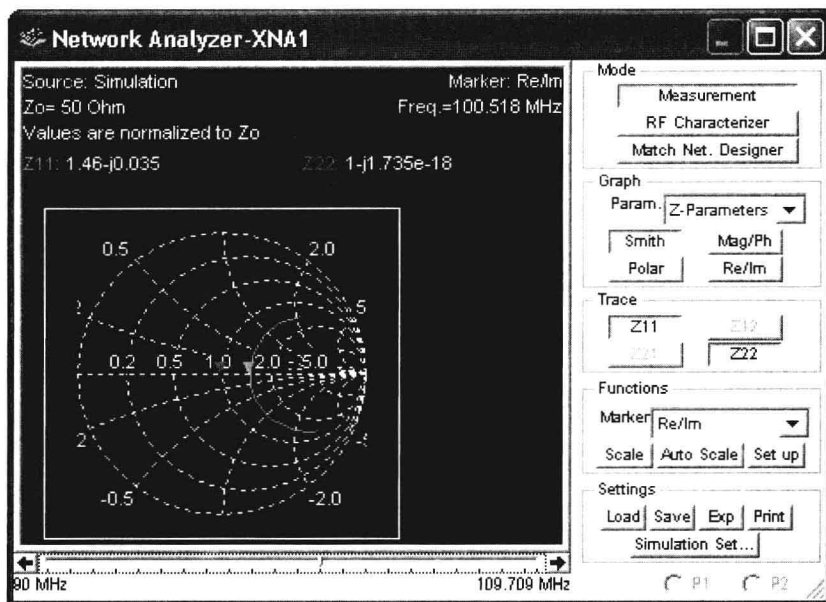 Network Analyzer-XNA1
Source: Simulation
Marker: Re/Im
Zo= 50 Ohm
Freq.=100.518 MHz
Values are normalized to Zo
Z11: 1.46-j0.035
Z22: 1-j1.735e-18
0.5
2.0
2
5
0.2 0.5 1.0 2.0 5.0
2
-5
-0.5
-2.0
90 MHz
109.709 MHz
Mode
Measurement
RF Characterizer
Match Net. Designer
Graph
Param. Z-Parameters
Smith
Mag/Ph
Polar
Re/Im
Trace
Z11
Z12
Z21
Z22
Functions
Marker Re/Im
Scale
Auto Scale
Set up
Settings
Load
Save
Exp
Print
Simulation Set...
P1
P2